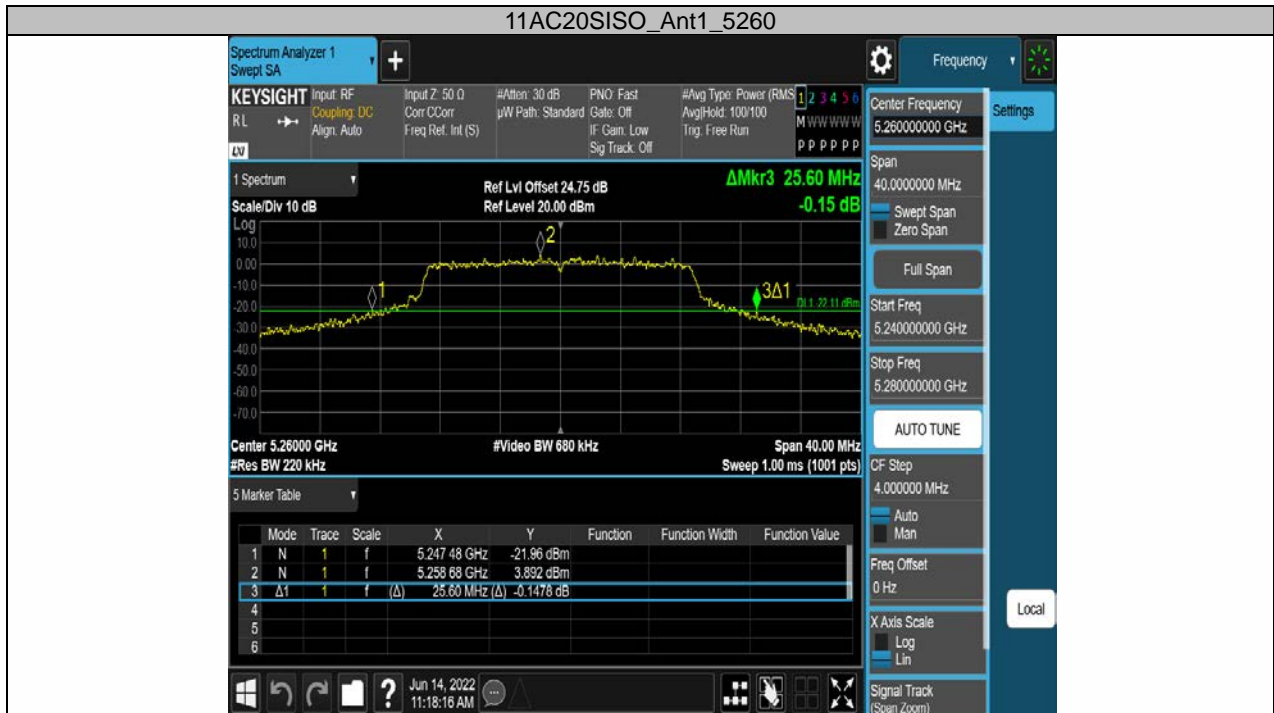 11AC20SISO_Ant1_5260
Spectrum Analyzer 1
Swept SA
+
Frequency
KEYSIGHT
RL
LXI
Input: RF
Coupling: DC
Align: Auto
Input Z: 50 Ω
Corr CCorr
Freq Ref: Int (S)
#Atten: 30 dB
µW Path: Standard
PNO: Fast
Gate: Off
IF Gain: Low
Sig Track: Off
#Avg Type: Power (RMS
Avg|Hold: 100/100
Trig: Free Run
1 2 3 4 5 6
M W W W W W
P P P P P P
1 Spectrum
Scale/Div 10 dB
Ref Lvl Offset 24.75 dB
Ref Level 20.00 dBm
ΔMkr3 25.60 MHz
-0.15 dB
Log
10.0
0.00
-10.0
-20.0
-30.0
-40.0
-50.0
-60.0
-70.0
1
2
3Δ1
DL1 -22.11 dBm
Center 5.26000 GHz
#Res BW 220 kHz
#Video BW 680 kHz
Span 40.00 MHz
Sweep 1.00 ms (1001 pts)
5 Marker Table
Mode Trace Scale X Y Function Function Width Function Value
1 N 1 f 5.247 48 GHz -21.96 dBm
2 N 1 f 5.258 68 GHz 3.892 dBm
3 Δ1 1 f (Δ) 25.60 MHz (Δ) -0.1478 dB
4
5
6
?
Jun 14, 2022
11:18:16 AM
Center Frequency
5.260000000 GHz
Settings
Span
40.0000000 MHz
Swept Span
Zero Span
Full Span
Start Freq
5.240000000 GHz
Stop Freq
5.280000000 GHz
AUTO TUNE
CF Step
4.000000 MHz
Auto
Man
Freq Offset
0 Hz
X Axis Scale
Log
Lin
Local
Signal Track
(Span Zoom)